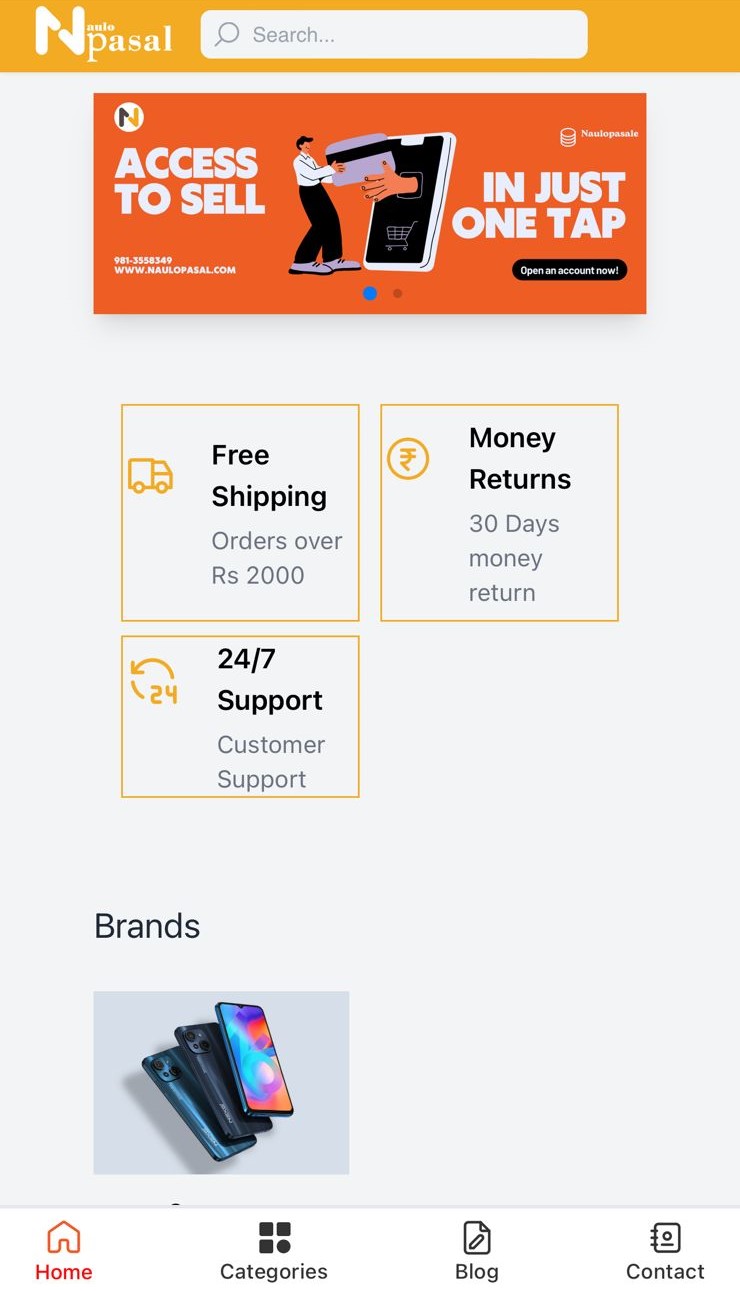 Naulo
pasal
Search...
Naulopasale
ACCESS
TO SELL
IN JUST
ONE TAP
981-3558349
WWW.NAULOPASAL.COM
Open an account now!
Free
Shipping
Orders over
Rs 2000
Money
Returns
30 Days
money
return
24
24/7
Support
Customer
Support
Brands
Home
Categories
Blog
Contact